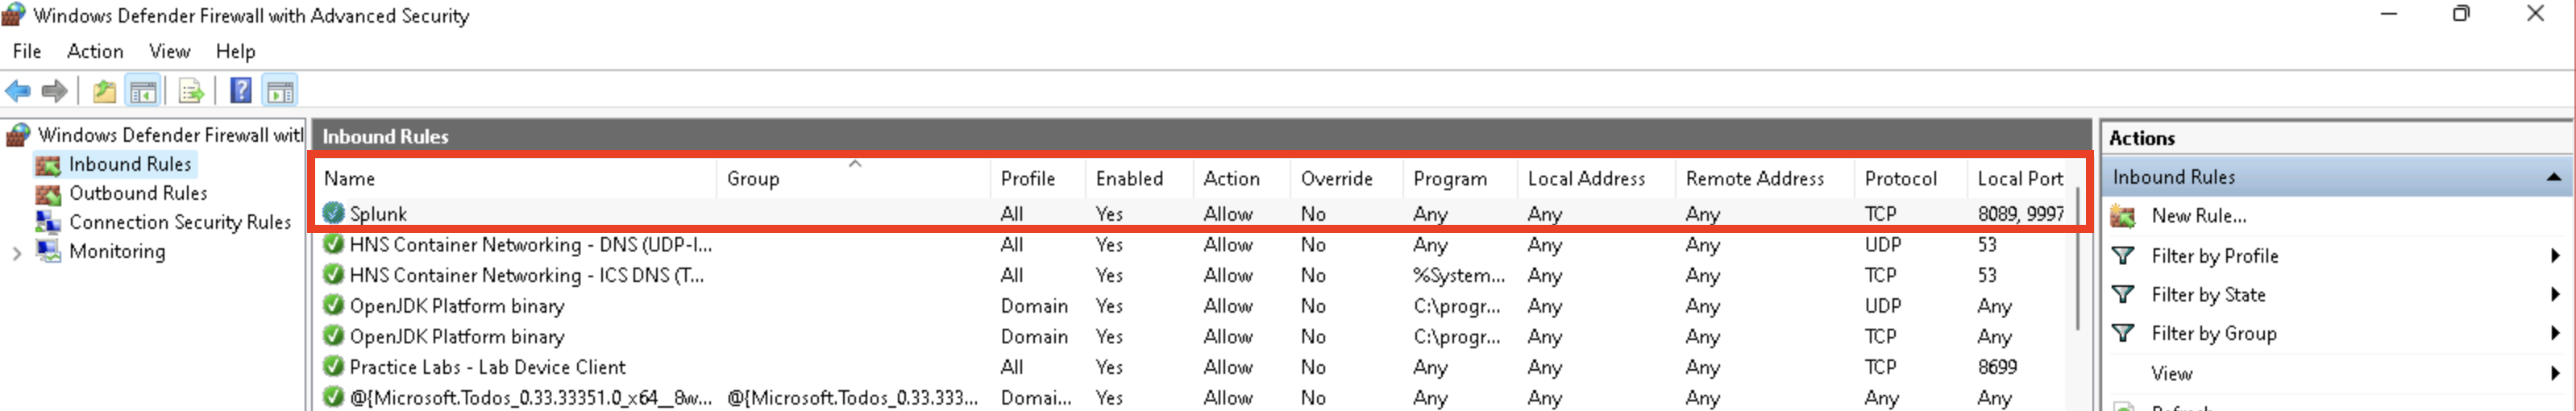 Windows Defender Firewall with Advanced Security
File Action View Help
Windows Defender Firewall witl
Inbound Rules
Outbound Rules
Connection Security Rules
Monitoring
Inbound Rules
Name Group Profile Enabled Action Override Program Local Address Remote Address Protocol Local Port
Splunk All Yes Allow No Any Any Any TCP 8089, 9997
HNS Container Networking - DNS (UDP-I... All Yes Allow No Any Any Any UDP 53
HNS Container Networking - ICS DNS (T... All Yes Allow No %System... Any Any TCP 53
OpenJDK Platform binary Domain Yes Allow No C:\progr... Any Any UDP Any
OpenJDK Platform binary Domain Yes Allow No C:\progr... Any Any TCP Any
Practice Labs - Lab Device Client All Yes Allow No Any Any Any TCP 8699
@{Microsoft.Todos_0.33.33351.0_x64__8w... @{Microsoft.Todos_0.33.333... Domai... Yes Allow No Any Any Any Any Any
Actions
Inbound Rules
New Rule...
Filter by Profile
Filter by State
Filter by Group
View